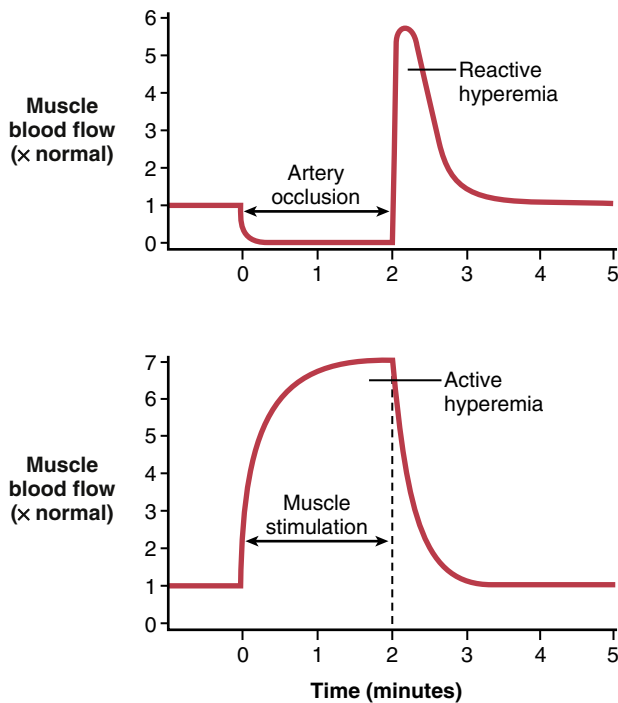 6
5
4
3
2
1
0
Muscle
blood flow
(× normal)
Reactive
hyperemia
Artery
occlusion
0 1 2 3 4 5
7
6
5
4
3
2
1
0
Muscle
blood flow
(× normal)
Active
hyperemia
Muscle
stimulation
0 1 2 3 4 5
Time (minutes)